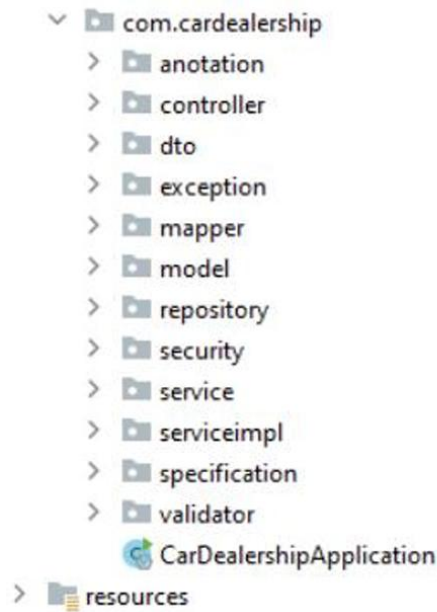 com.cardealership
anotation
controller
dto
exception
mapper
model
repository
security
service
serviceimpl
specification
validator
CarDealershipApplication
resources